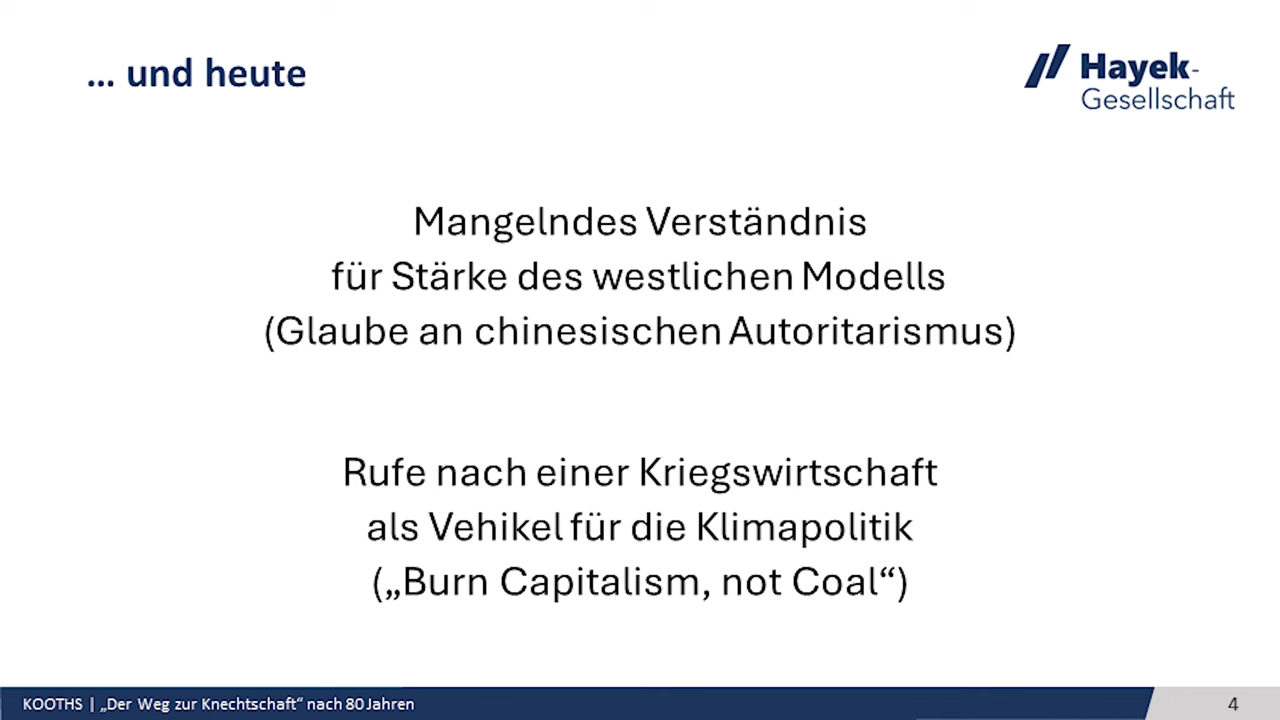 … und heute
Hayek-
Gesellschaft
Mangelndes Verständnis
für Stärke des westlichen Modells
(Glaube an chinesischen Autoritarismus)
Rufe nach einer Kriegswirtschaft
als Vehikel für die Klimapolitik
(„Burn Capitalism, not Coal“)
KOOTHS | „Der Weg zur Knechtschaft“ nach 80 Jahren
4